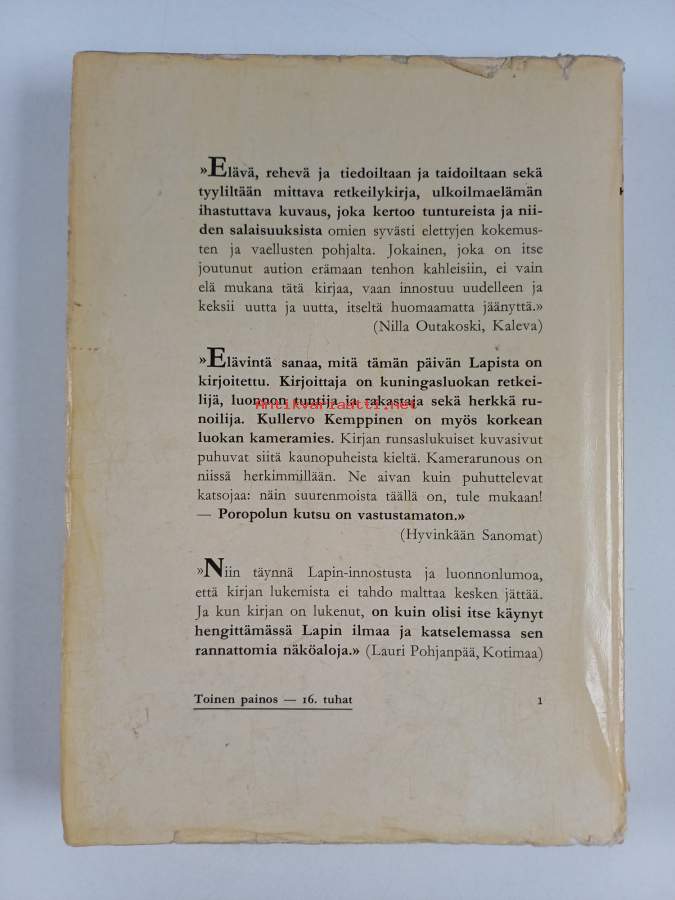 »Elävä, rehevä ja tiedoiltaan ja taidoiltaan sekä
tyyliltään mittava retkeilykirja, ulkoilmaelämän
ihastuttava kuvaus, joka kertoo tuntureista ja nii-
den salaisuuksista omien syvästi elettyjen kokemus-
ten ja vaellusten pohjalta. Jokainen, joka on itse
joutunut aution erämaan tenhon kahleisiin, ei vain
elä mukana tätä kirjaa, vaan innostuu uudelleen ja
keksii uutta ja uutta, itseltä huomaamatta jäänyttä.»
(Nilla Outakoski, Kaleva)
»Elävintä sanaa, mitä tämän päivän Lapista on
kirjoitettu. Kirjoittaja on kuningasluokan retkei-
lijä, luonnon tuntija ja rakastaja sekä herkkä ru-
Antikvariaatti.net
noilija. Kullervo Kemppinen on myös korkean
luokan kameramies. Kirjan runsaslukuiset kuvasivut
puhuvat siitä kaunopuheista kieltä. Kamerarunous on
niissä herkimmillään. Ne aivan kuin puhuttelevat
katsojaa: näin suurenmoista täällä on, tule mukaan!
— Poropolun kutsu on vastustamaton.»
(Hyvinkään Sanomat)
»Niin täynnä Lapin-innostusta ja luonnonlumoa,
että kirjan lukemista ei tahdo malttaa kesken jättää.
Ja kun kirjan on lukenut, on kuin olisi itse käynyt
hengittämässä Lapin ilmaa ja katselemassa sen
rannattomia näköaloja.» (Lauri Pohjanpää, Kotimaa)
Toinen painos — 16. tuhat 1